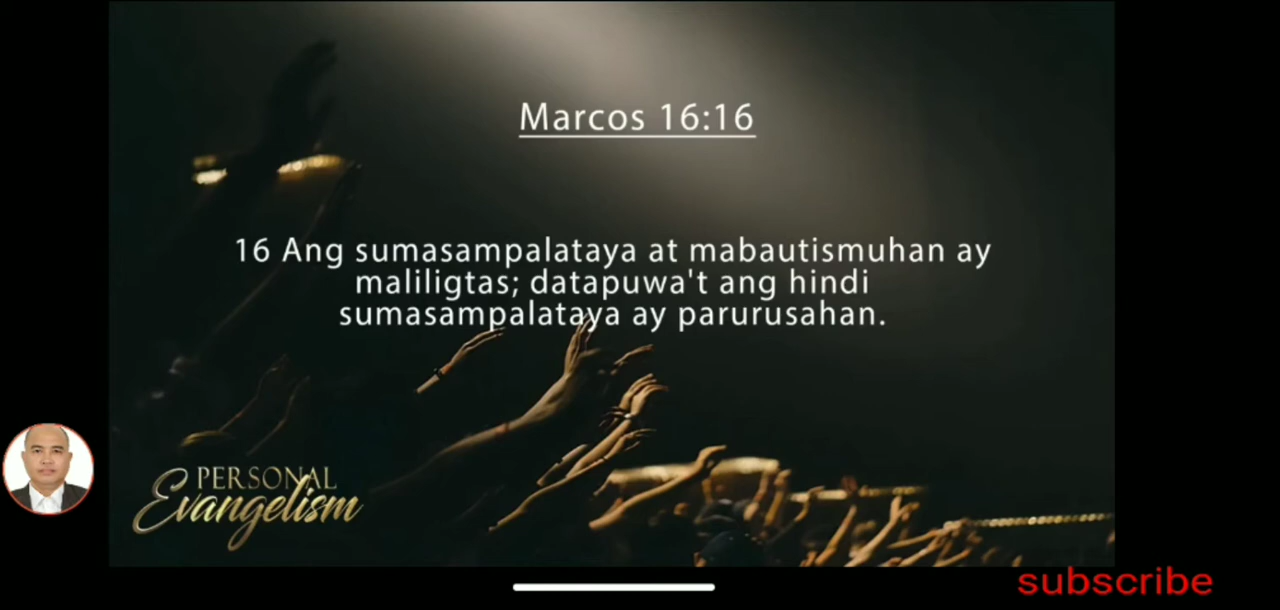 Marcos 16:16
16 Ang sumasampalataya at mabautismuhan ay
maliligtas; datapuwa't ang hindi
sumasampalataya ay parurusahan.
PERSONAL
Evangelism
subscribe